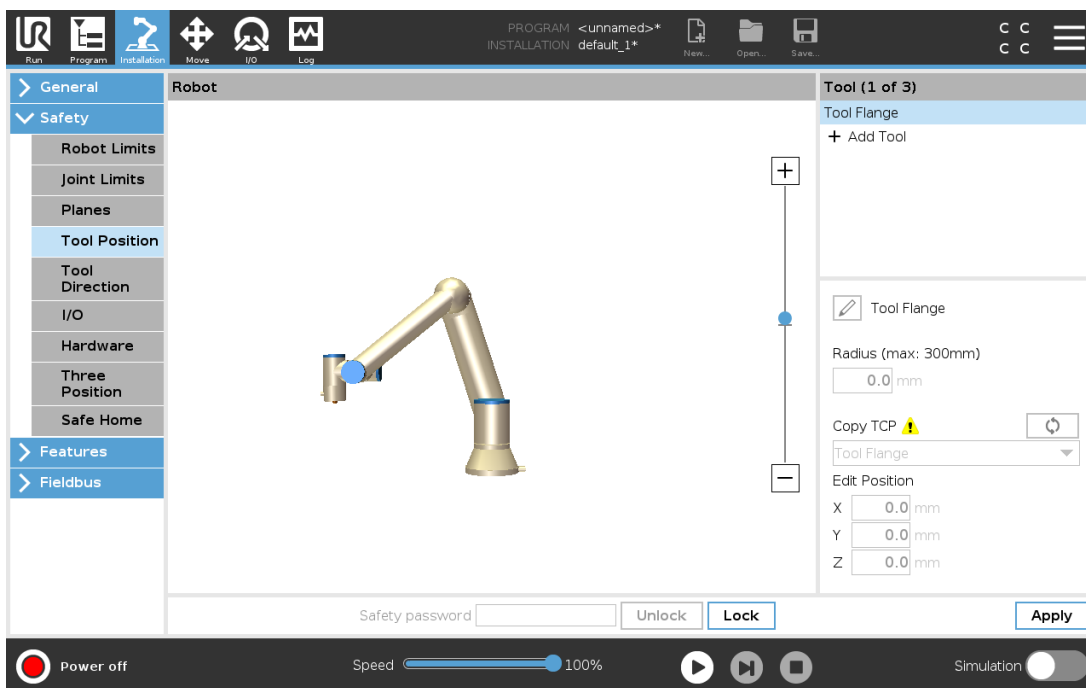 PROGRAM <unnamed>*
INSTALLATION default_1*
New...
Open...
Save...
C C
C C
Run
Program
Installation
Move
I/O
Log
General
Safety
Robot Limits
Joint Limits
Planes
Tool Position
Tool
Direction
I/O
Hardware
Three
Position
Safe Home
Features
Fieldbus
Robot
Tool (1 of 3)
Tool Flange
+ Add Tool
Tool Flange
Radius (max: 300mm)
0.0 mm
Copy TCP
Tool Flange
Edit Position
X 0.0 mm
Y 0.0 mm
Z 0.0 mm
Safety password
Unlock
Lock
Apply
Power off
Speed
100%
Simulation